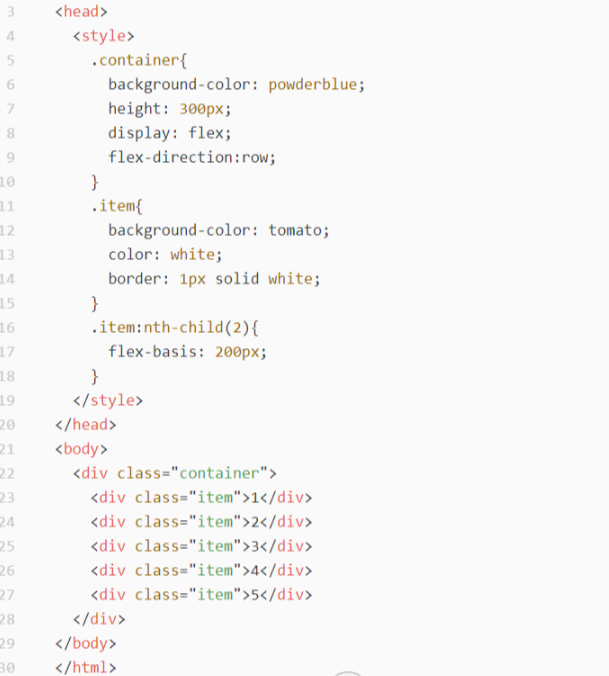 3 <head>
4 <style>
5 .container{
6 background-color: powderblue;
7 height: 300px;
8 display: flex;
9 flex-direction:row;
10 }
11 .item{
12 background-color: tomato;
13 color: white;
14 border: 1px solid white;
15 }
16 .item:nth-child(2){
17 flex-basis: 200px;
18 }
19 </style>
20 </head>
21 <body>
22 <div class="container">
23 <div class="item">1</div>
24 <div class="item">2</div>
25 <div class="item">3</div>
26 <div class="item">4</div>
27 <div class="item">5</div>
28 </div>
29 </body>
30 </html>